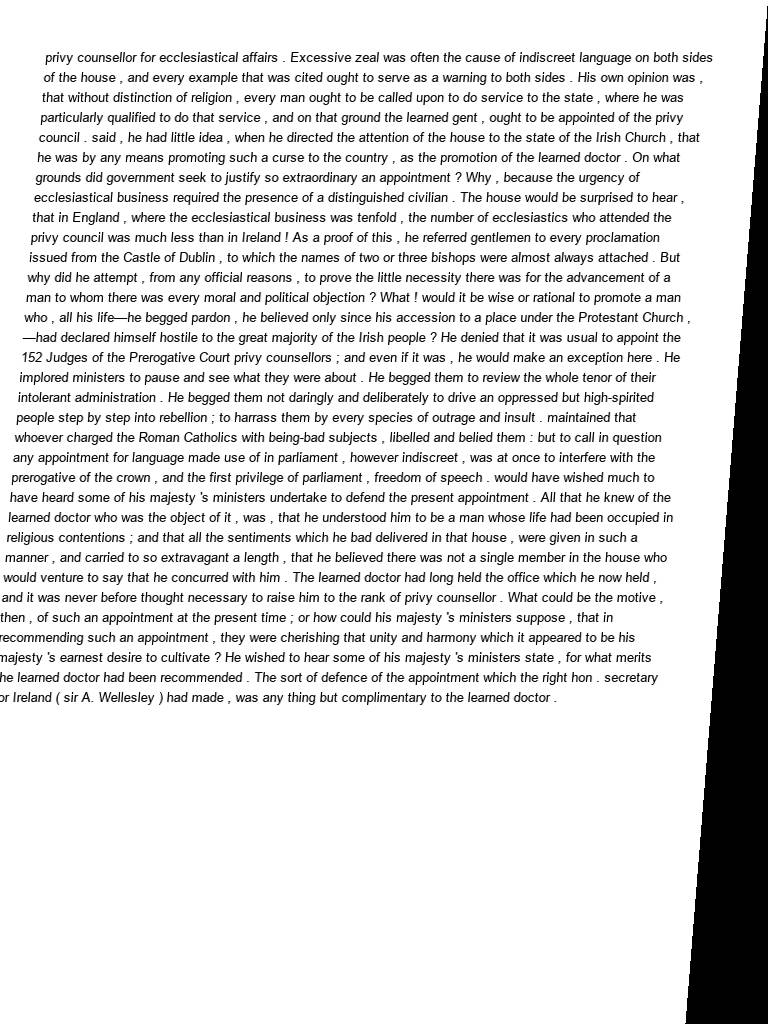 privy counsellor for ecclesiastical affairs . Excessive zeal was often the cause of indiscreet language on both sides
of the house , and every example that was cited ought to serve as a warning to both sides . His own opinion was ,
that without distinction of religion , every man ought to be called upon to do service to the state , where he was
particularly qualified to do that service , and on that ground the learned gent , ought to be appointed of the privy
council . said , he had little idea , when he directed the attention of the house to the state of the Irish Church , that
he was by any means promoting such a curse to the country , as the promotion of the learned doctor . On what
grounds did government seek to justify so extraordinary an appointment ? Why , because the urgency of
ecclesiastical business required the presence of a distinguished civilian . The house would be surprised to hear ,
that in England , where the ecclesiastical business was tenfold , the number of ecclesiastics who attended the
privy council was much less than in Ireland ! As a proof of this , he referred gentlemen to every proclamation
issued from the Castle of Dublin , to which the names of two or three bishops were almost always attached . But
why did he attempt , from any official reasons , to prove the little necessity there was for the advancement of a
man to whom there was every moral and political objection ? What ! would it be wise or rational to promote a man
who , all his life—he begged pardon , he believed only since his accession to a place under the Protestant Church ,
—had declared himself hostile to the great majority of the Irish people ? He denied that it was usual to appoint the
152 Judges of the Prerogative Court privy counsellors ; and even if it was , he would make an exception here . He
implored ministers to pause and see what they were about . He begged them to review the whole tenor of their
intolerant administration . He begged them not daringly and deliberately to drive an oppressed but high-spirited
people step by step into rebellion ; to harrass them by every species of outrage and insult . maintained that
whoever charged the Roman Catholics with being-bad subjects , libelled and belied them : but to call in question
any appointment for language made use of in parliament , however indiscreet , was at once to interfere with the
prerogative of the crown , and the first privilege of parliament , freedom of speech . would have wished much to
have heard some of his majesty 's ministers undertake to defend the present appointment . All that he knew of the
learned doctor who was the object of it , was , that he understood him to be a man whose life had been occupied in
religious contentions ; and that all the sentiments which he bad delivered in that house , were given in such a
manner , and carried to so extravagant a length , that he believed there was not a single member in the house who
would venture to say that he concurred with him . The learned doctor had long held the office which he now held ,
and it was never before thought necessary to raise him to the rank of privy counsellor . What could be the motive ,
then , of such an appointment at the present time ; or how could his majesty 's ministers suppose , that in
recommending such an appointment , they were cherishing that unity and harmony which it appeared to be his
majesty 's earnest desire to cultivate ? He wished to hear some of his majesty 's ministers state , for what merits
he learned doctor had been recommended . The sort of defence of the appointment which the right hon . secretary
or Ireland ( sir A. Wellesley ) had made , was any thing but complimentary to the learned doctor .